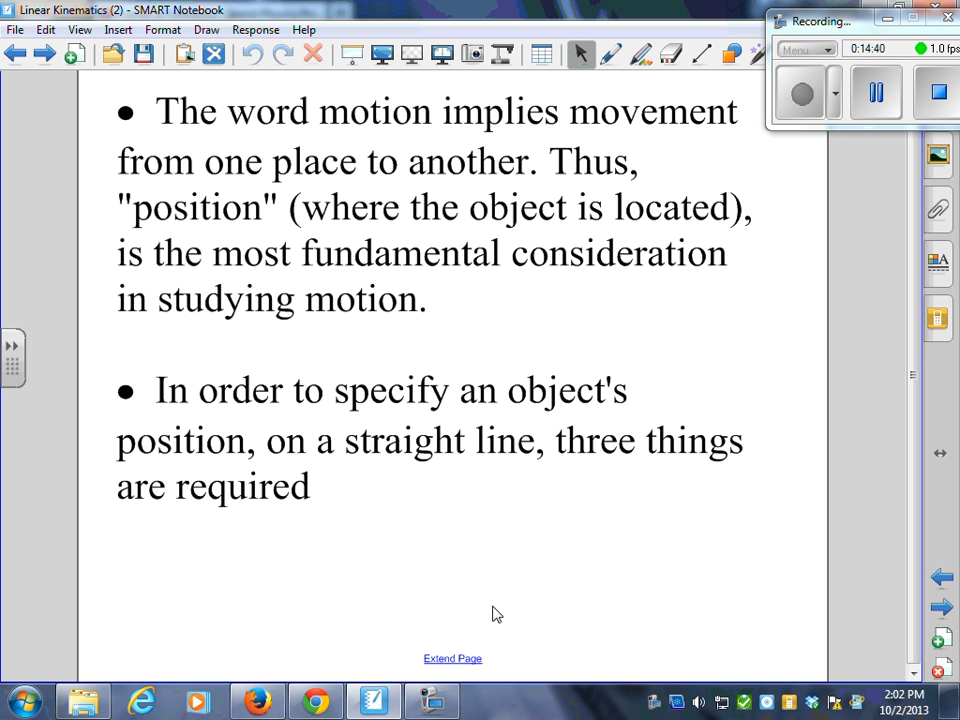 Linear Kinematics (2) - SMART Notebook
File Edit View Insert Format Draw Response Help
Recording...
Menu 0:14:40 1.0 fps
• The word motion implies movement
from one place to another. Thus,
"position" (where the object is located),
is the most fundamental consideration
in studying motion.
• In order to specify an object's
position, on a straight line, three things
are required
Extend Page
2:02 PM
10/2/2013